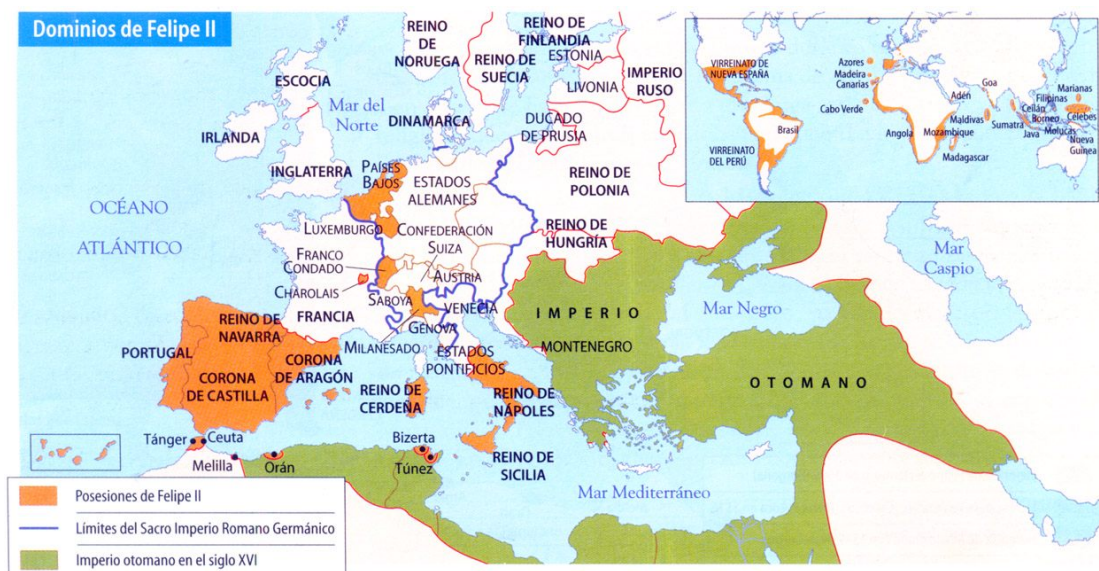 Dominios de Felipe II
REINO
DE
NORUEGA
REINO DE
SUECIA
REINO DE
FINLANDIA
ESTONIA
LIVONIA
IMPERIO
RUSO
ESCOCIA
Mar del
Norte
DINAMARCA
DUCADO
DE PRUSIA
IRLANDA
INGLATERRA
PAÍSES
BAJOS
ESTADOS
ALEMANES
REINO DE
POLONIA
OCÉANO
ATLÁNTICO
LUXEMBURGO
CONFEDERACIÓN
SUIZA
REINO DE
HUNGRÍA
FRANCO
CONDADO
AUSTRIA
CHAROLAIS
SABOYA
VENECIA
FRANCIA
GÉNOVA
MILANESADO
IMPERIO
MONTENEGRO
Mar Negro
Mar
Caspio
REINO DE
NAVARRA
PORTUGAL
CORONA
DE ARAGÓN
CORONA
DE CASTILLA
ESTADOS
PONTIFICIOS
REINO DE
CERDEÑA
REINO DE
NÁPOLES
OTOMANO
Tánger
Ceuta
Melilla
Orán
Bizerta
Túnez
REINO DE
SICILIA
Mar Mediterráneo
Posesiones de Felipe II
Límites del Sacro Imperio Romano Germánico
Imperio otomano en el siglo XVI
VIRREINATO DE
NUEVA ESPAÑA
Azores
Madeira
Canarias
Cabo Verde
Brasil
VIRREINATO
DEL PERÚ
Angola
Mozambique
Madagascar
Adén
Goa
Maldivas
Ceilán
Sumatra
Java
Borneo
Filipinas
Marianas
Célebes
Molucas
Nueva
Guinea